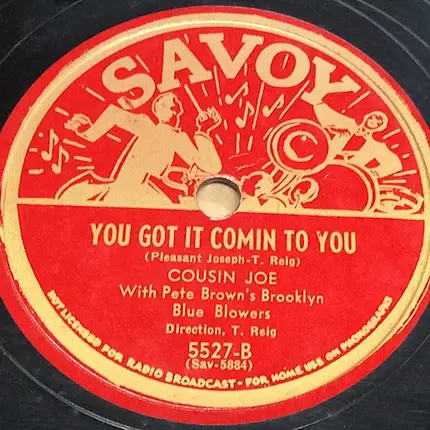 SAVOY
C
YOU GOT IT COMIN TO YOU
(Pleasant Joseph-T. Reig)
COUSIN JOE
With Pete Brown's Brooklyn
Blue Blowers
Direction, T. Reig
5527-B
(Sav-5884)
NOT LICENSED FOR RADIO BROADCAST - FOR HOME USE ON PHONOGRAPHS